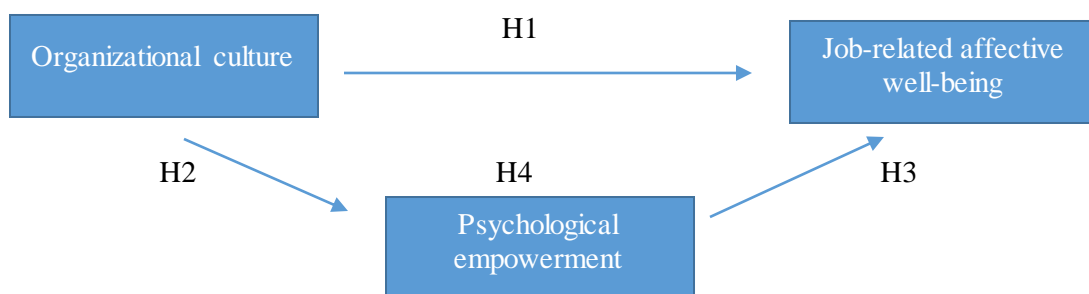 H1
Organizational culture
Job-related affective
well-being
H2
H4
H3
Psychological
empowerment